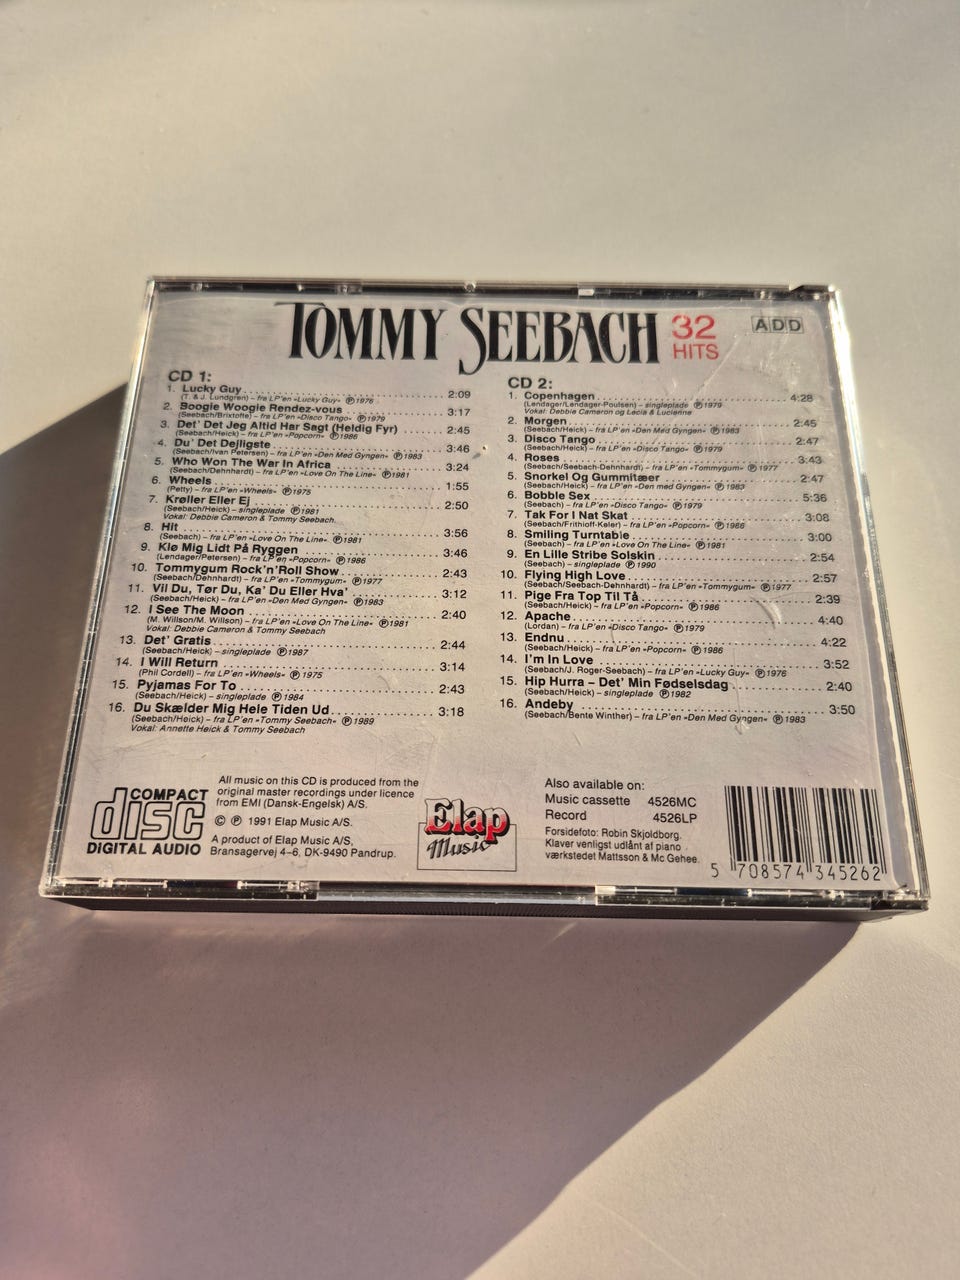 TOMMY SEEBACH 32 HITS
ADD
CD 1:
1. Lucky Guy 2:09
(T. & J. Lundgren) – fra LP'en »Lucky Guy« Ⓟ 1976
2. Boogie Woogie Rendez-vous 3:17
(Seebach/Brixtofte) – fra LP'en »Disco Tango« Ⓟ 1979
3. Det' Det Jeg Altid Har Sagt (Heldig Fyr) 2:45
(Seebach/Heick) – fra LP'en »Popcorn« Ⓟ 1986
4. Du' Det Dejligste 3:46
(Seebach/Ivan Petersen) – fra LP'en »Den Med Gyngen« Ⓟ 1983
5. Who Won The War In Africa 3:24
(Seebach/Dehnhardt) – fra LP'en »Love On The Line« Ⓟ 1981
6. Wheels 1:55
(Petty) – fra LP'en »Wheels« Ⓟ 1975
7. Krøller Eller Ej 2:50
(Seebach/Heick) – singleplade Ⓟ 1981
Vokal: Debbie Cameron & Tommy Seebach.
8. Hit 3:56
(Seebach) – fra LP'en »Love On The Line« Ⓟ 1981
9. Klø Mig Lidt På Ryggen 3:46
(Lendager/Petersen) – fra LP'en »Popcorn« Ⓟ 1986
10. Tommygum Rock'n'Roll Show 2:43
(Seebach/Dehnhardt) – fra LP'en »Tommygum« Ⓟ 1977
11. Vil Du, Tør Du, Ka' Du Eller Hva' 3:12
(Seebach/Heick) – fra LP'en »Den Med Gyngen« Ⓟ 1983
12. I See The Moon 2:40
(M. Willson/M. Willson) – fra LP'en »Love On The Line« Ⓟ 1981
Vokal: Debbie Cameron & Tommy Seebach
13. Det' Gratis 2:44
(Seebach/Heick) – singleplade Ⓟ 1987
14. I Will Return 3:14
(Phil Cordell) – fra LP'en »Wheels« Ⓟ 1975
15. Pyjamas For To 2:43
(Seebach/Heick) – singleplade Ⓟ 1984
16. Du Skælder Mig Hele Tiden Ud 3:18
(Seebach/Heick) – fra LP'en »Tommy Seebach« Ⓟ 1989
Vokal: Annette Heick & Tommy Seebach
CD 2:
1. Copenhagen 4:28
(Lendager/Lendager-Poulsen) – singleplade Ⓟ 1979
Vokal: Debbie Cameron og Lecia & Lucienne
2. Morgen 2:45
(Seebach/Heick) – fra LP'en »Den Med Gyngen« Ⓟ 1983
3. Disco Tango 2:47
(Seebach/Heick) – fra LP'en »Disco Tango« Ⓟ 1979
4. Roses 3:43
(Seebach/Seebach-Dehnhardt) – fra LP'en »Tommygum« Ⓟ 1977
5. Snorkel Og Gummitæer 2:47
(Seebach/Heick) – fra LP'en »Den med Gyngen« Ⓟ 1983
6. Bobble Sex 5:36
(Seebach) – fra LP'en »Disco Tango« Ⓟ 1979
7. Tak For I Nat Skat 3:08
(Seebach/Frithioff-Keler) – fra LP'en »Popcorn« Ⓟ 1986
8. Smiling Turntable 3:00
(Seebach) – fra LP'en »Love On The Line« Ⓟ 1981
9. En Lille Stribe Solskin 2:54
(Seebach) – singleplade Ⓟ 1990
10. Flying High Love 2:57
(Seebach/Seebach-Dehnhardt) – fra LP'en »Tommygum« Ⓟ 1977
11. Pige Fra Top Til Tå 2:39
(Seebach/Heick) – fra LP'en »Popcorn« Ⓟ 1986
12. Apache 4:40
(Lordan) – fra LP'en »Disco Tango« Ⓟ 1979
13. Endnu 4:22
(Seebach/Heick) – fra LP'en »Popcorn« Ⓟ 1986
14. I'm In Love 3:52
(Seebach/J. Roger-Seebach) – fra LP'en »Lucky Guy« Ⓟ 1976
15. Hip Hurra – Det' Min Fødselsdag 2:40
(Seebach/Heick) – singleplade Ⓟ 1982
16. Andeby 3:50
(Seebach/Bente Winther) – fra LP'en »Den Med Gyngen« Ⓟ 1983
COMPACT
disc
DIGITAL AUDIO
All music on this CD is produced from the
original master recordings under licence
from EMI (Dansk-Engelsk) A/S.
© Ⓟ 1991 Elap Music A/S.
A product of Elap Music A/S,
Bransagervej 4–6, DK-9490 Pandrup.
Elap
Music
Also available on:
Music cassette 4526MC
Record 4526LP
Forsidefoto: Robin Skjoldborg.
Klaver venligst udlånt af piano
værkstedet Mattsson & Mc Gehee.
5 708574 345262